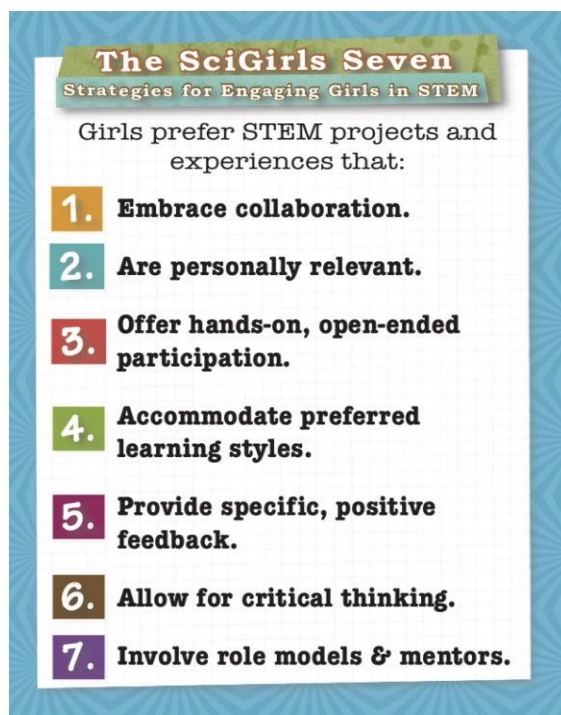 The SciGirls Seven
Strategies for Engaging Girls in STEM
Girls prefer STEM projects and
experiences that:
1. Embrace collaboration.
2. Are personally relevant.
3. Offer hands-on, open-ended
participation.
4. Accommodate preferred
learning styles.
5. Provide specific, positive
feedback.
6. Allow for critical thinking.
7. Involve role models & mentors.